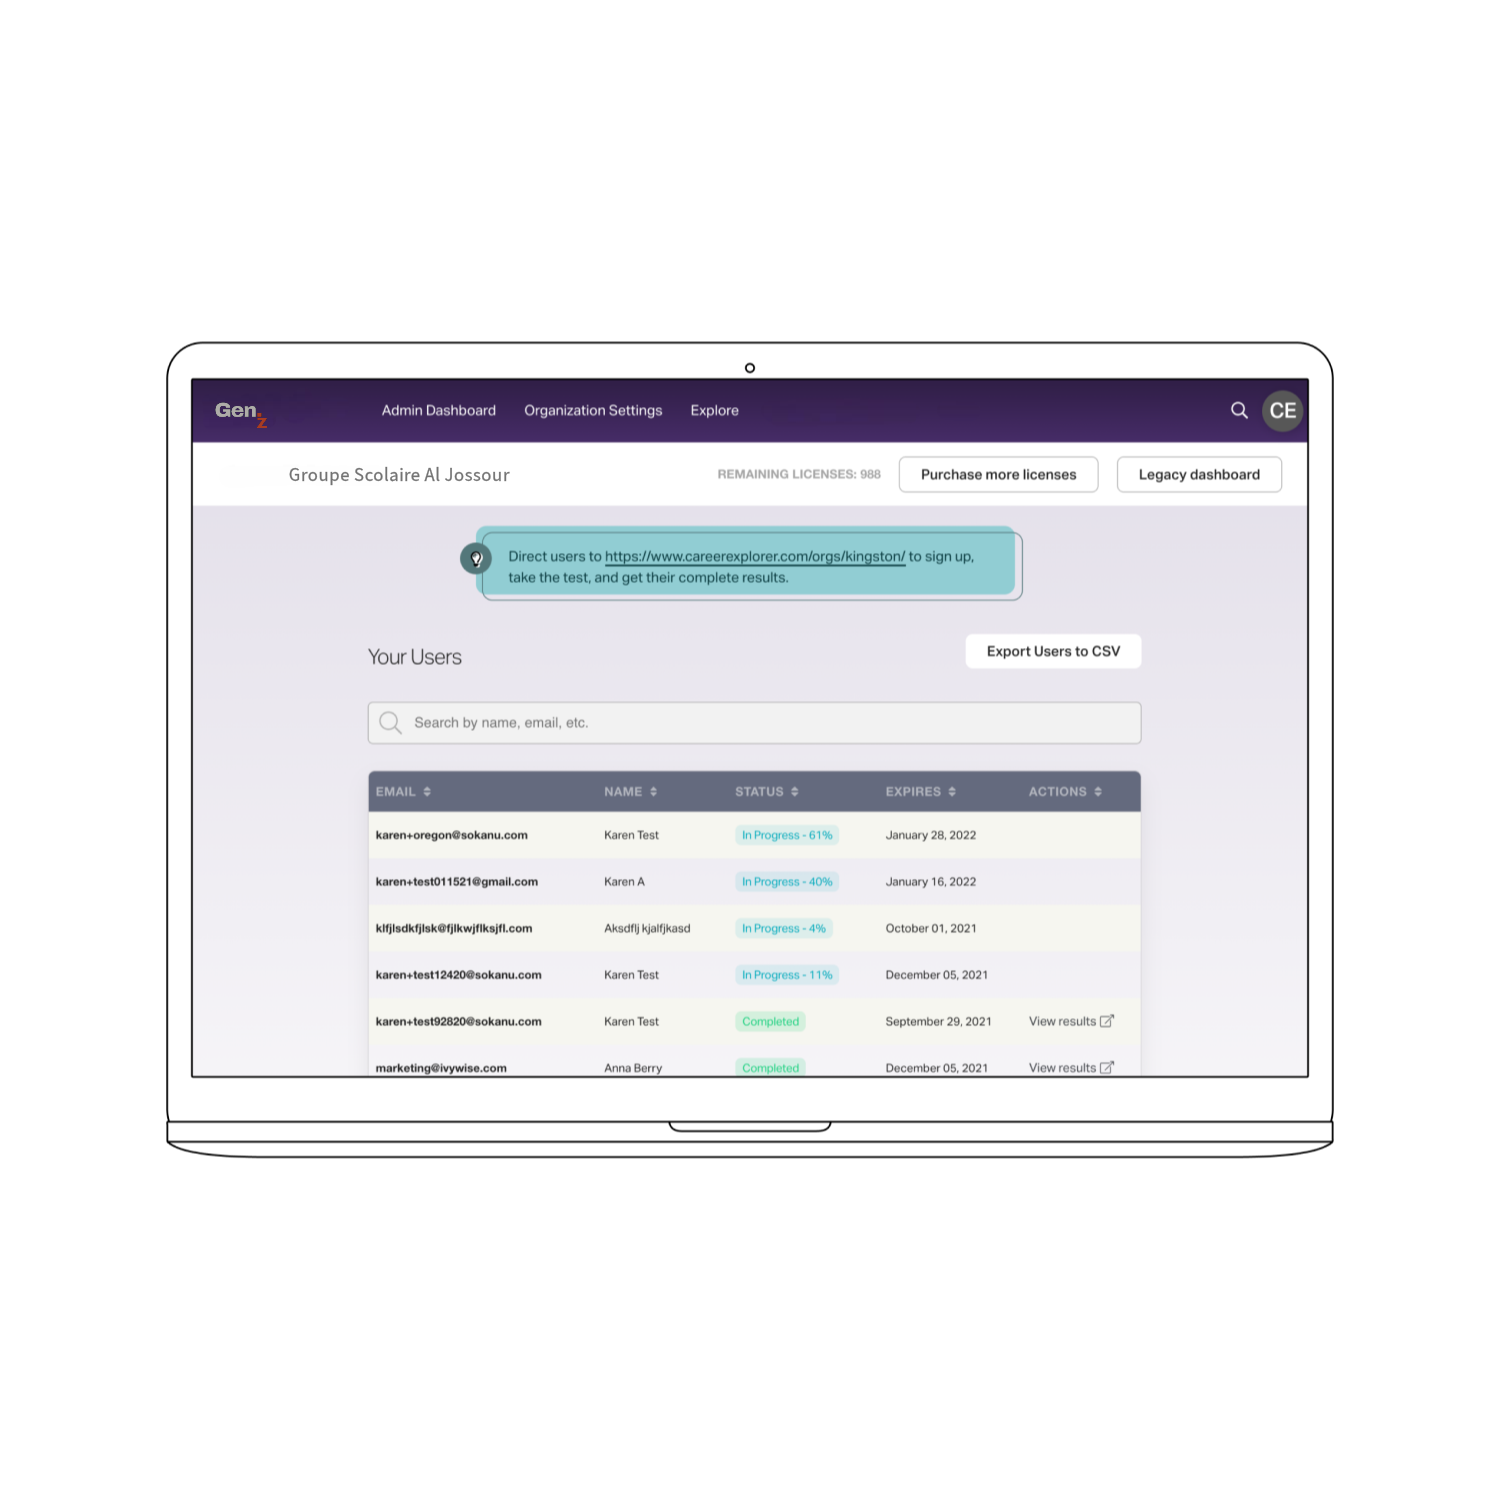 Gen.z
Admin Dashboard Organization Settings Explore CE
Groupe Scolaire Al Jossour REMAINING LICENSES: 988 Purchase more licenses Legacy dashboard
Direct users to https://www.careerexplorer.com/orgs/kingston/ to sign up,
take the test, and get their complete results.
Your Users Export Users to CSV
Search by name, email, etc.
EMAIL NAME STATUS EXPIRES ACTIONS
karen+oregon@sokanu.com Karen Test In Progress - 61% January 28, 2022
karen+test011521@gmail.com Karen A In Progress - 40% January 16, 2022
klfjlsdkfjlsk@fjlkwjflksjfl.com Aksdflj kjalfjkasd In Progress - 4% October 01, 2021
karen+test12420@sokanu.com Karen Test In Progress - 11% December 05, 2021
karen+test92820@sokanu.com Karen Test Completed September 29, 2021 View results
marketing@ivywise.com Anna Berry Completed December 05, 2021 View results